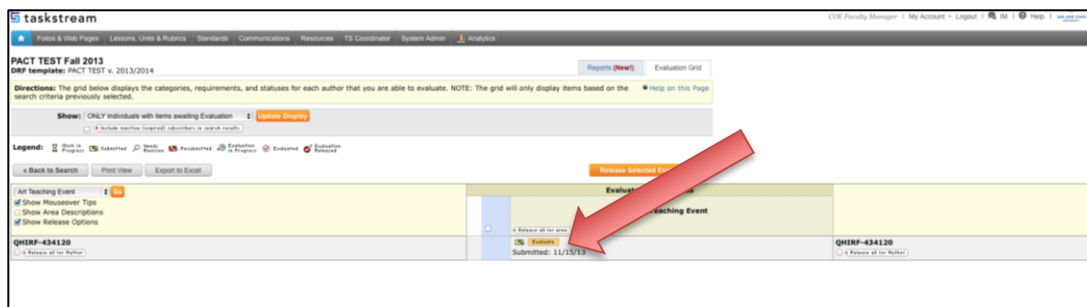 taskstream
COE Faculty Manager | My Account | Logout | IM | Help |
Folios & Web Pages Lessons, Units & Rubrics Standards Communications Resources TS Coordinator System Admin Analytics
PACT TEST Fall 2013
DRF template: PACT TEST v. 2013/2014
Reports (New!) Evaluation Grid
Directions: The grid below displays the categories, requirements, and statuses for each author that you are able to evaluate. NOTE: The grid will only display items based on the search criteria previously selected.
Help on this Page
Show: ONLY Individuals with items awaiting Evaluation Update Display
Include inactive (expired) subscribers in search results
Legend: Work in Progress Submitted Needs Revision Resubmitted Evaluation in Progress Evaluated Evaluation Released
« Back to Search Print View Export to Excel Release Selected
Art Teaching Event Go
Show Mouseover Tips
Show Area Descriptions
Show Release Options
Teaching Event
Release all for area
QHIRF-434120 Evaluate QHIRF-434120
Release all for Author Submitted: 11/15/13 Release all for Author